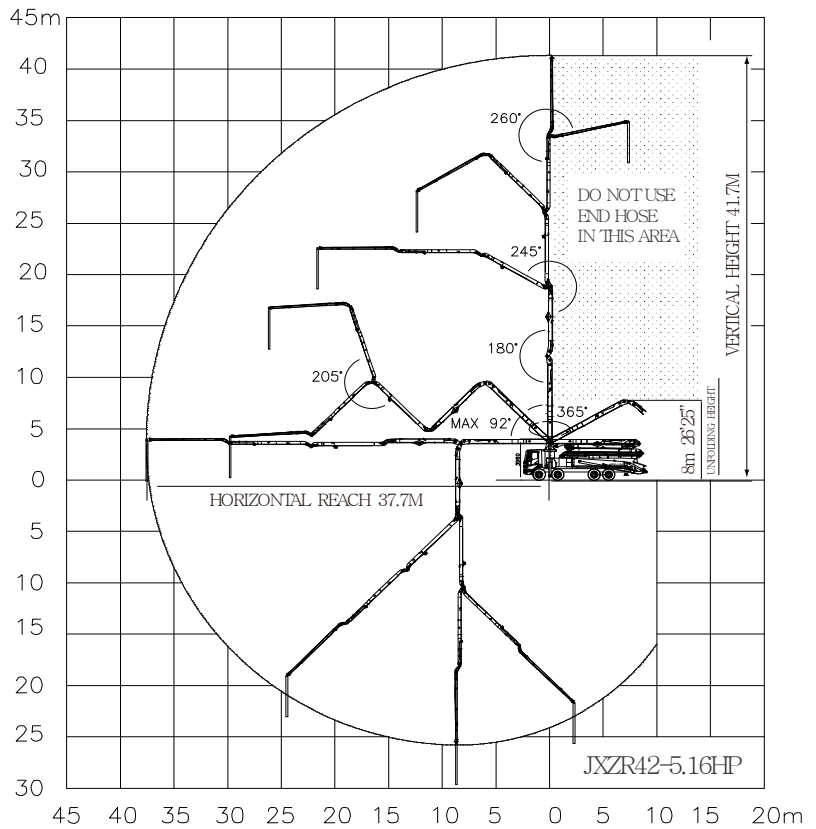 45m
40
35
30
25
20
15
10
5
0
5
10
15
20
25
30
260°
DO NOT USE
END HOSE
IN THIS AREA
245°
180°
205°
MAX 92°
365°
VERTICAL HEIGHT 41.7M
8m 26'25"
UNFOLDING HEIGHT
HORIZONTAL REACH 37.7M
JXZR42-5.16HP
45 40 35 30 25 20 15 10 5 0 5 10 15 20m